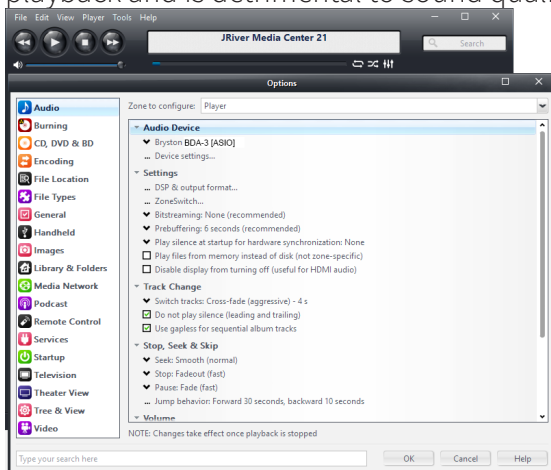 playback and is detrimental to sound quali
File Edit View Player Tools Help
JRiver Media Center 21
Search
Options
Audio
Burning
CD, DVD & BD
Encoding
File Location
File Types
General
Handheld
Images
Library & Folders
Media Network
Podcast
Remote Control
Services
Startup
Television
Theater View
Tree & View
Video
Zone to configure: Player
Audio Device
Bryston BDA-3 [ASIO]
... Device settings...
Settings
... DSP & output format...
... ZoneSwitch...
Bitstreaming: None (recommended)
Prebuffering: 6 seconds (recommended)
Play silence at startup for hardware synchronization: None
Play files from memory instead of disk (not zone-specific)
Disable display from turning off (useful for HDMI audio)
Track Change
Switch tracks: Cross-fade (aggressive) - 4 s
Do not play silence (leading and trailing)
Use gapless for sequential album tracks
Stop, Seek & Skip
Seek: Smooth (normal)
Stop: Fadeout (fast)
Pause: Fade (fast)
... Jump behavior: Forward 30 seconds, backward 10 seconds
Volume
NOTE: Changes take effect once playback is stopped
Type your search here
OK Cancel Help